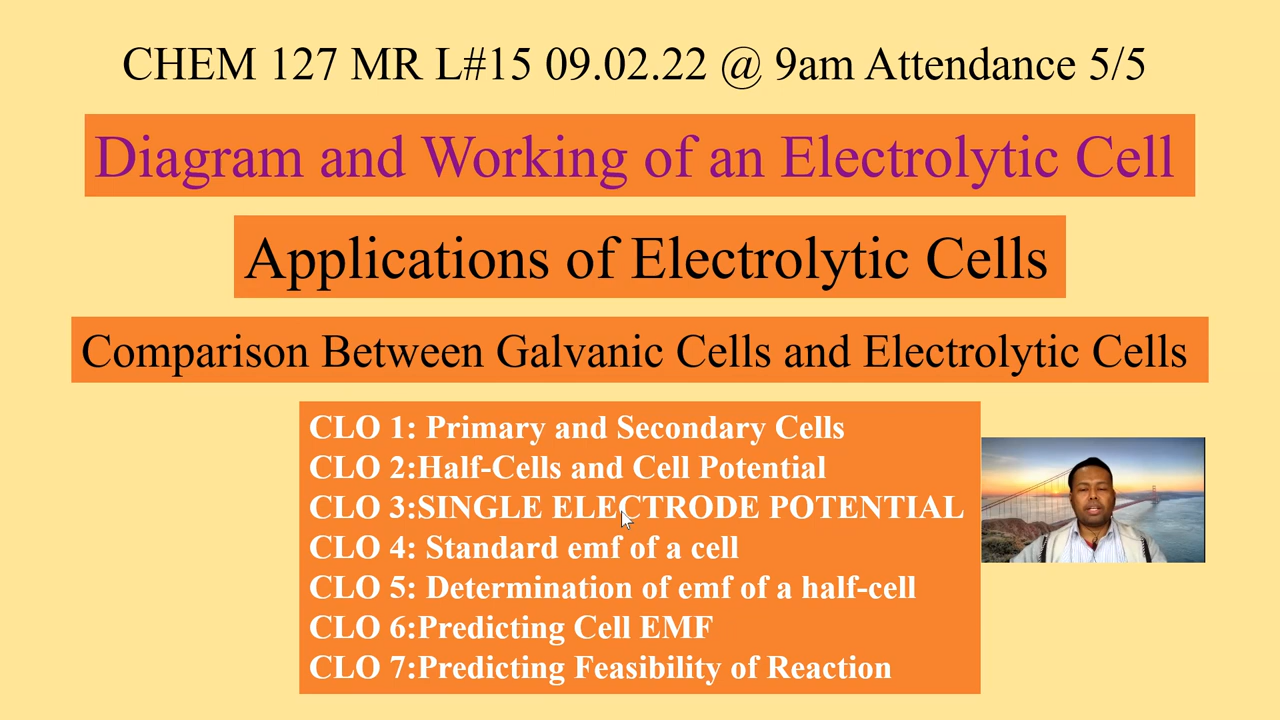 CHEM 127 MR L#15 09.02.22 @ 9am Attendance 5/5
Diagram and Working of an Electrolytic Cell
Applications of Electrolytic Cells
Comparison Between Galvanic Cells and Electrolytic Cells
CLO 1: Primary and Secondary Cells
CLO 2:Half-Cells and Cell Potential
CLO 3:SINGLE ELECTRODE POTENTIAL
CLO 4: Standard emf of a cell
CLO 5: Determination of emf of a half-cell
CLO 6:Predicting Cell EMF
CLO 7:Predicting Feasibility of Reaction